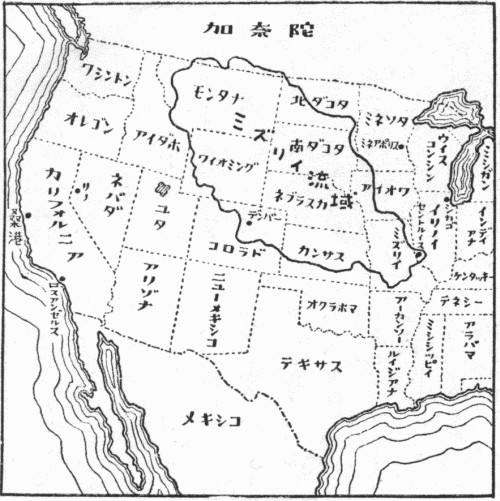 加奈陀
ワシントン
モンタナ
北ダコタ
ミネソタ
ミネアポリス
ウイス
コンシン
ミシガン
オレゴン
アイダホ
ミズリイ流域
南ダコタ
ワイオミング
アイオワ
シカゴ
イリノイ
インディ
アナ
カリフォルニア
リノ
ネバダ
ユタ
ネブラスカ
デンバー
セントルイス
ミズリイ
桑港
コロラド
カンサス
ケンタッキー
ロスアンゼルス
アリゾナ
ニューメキシコ
オクラホマ
アーカンソー
テネシー
ミシシッピイ
アラバマ
テキサス
ルイジアナ
メキシコ